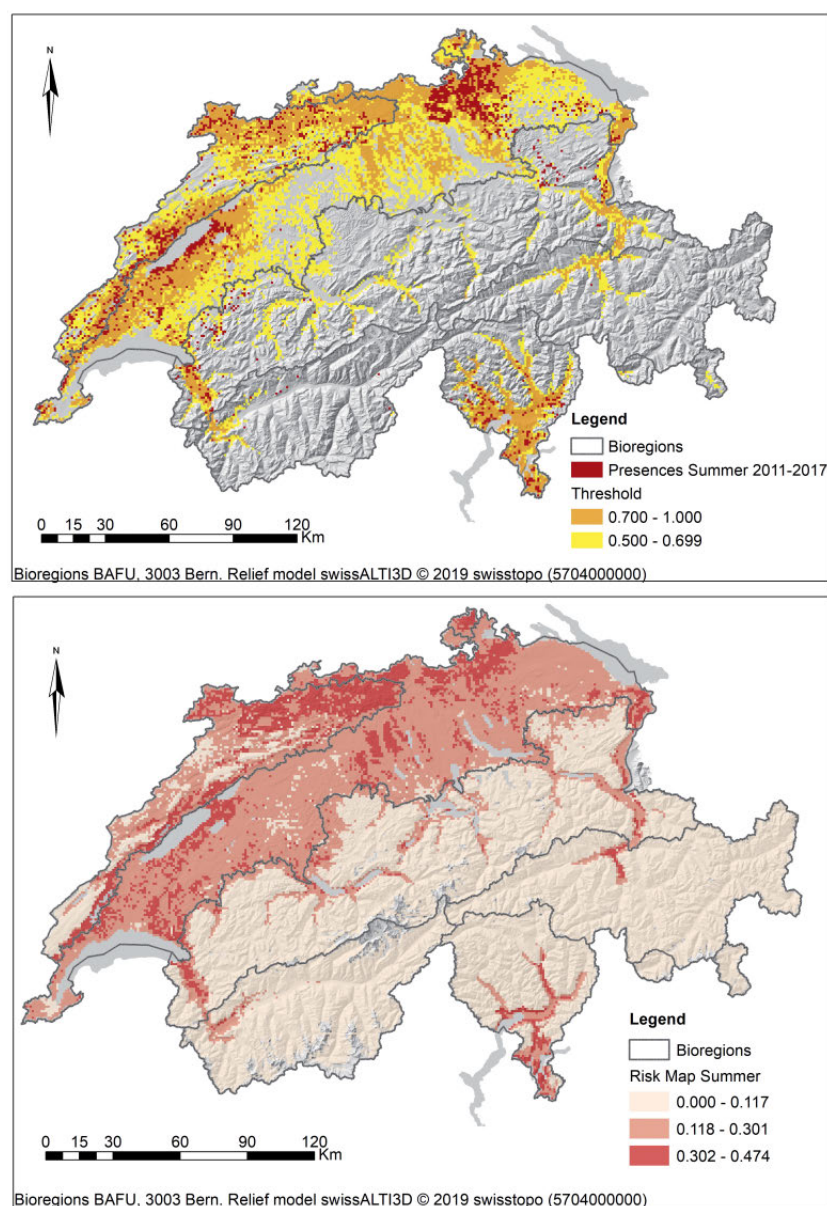 N
Legend
Bioregions
Presences Summer 2011-2017
Threshold
0.700 - 1.000
0.500 - 0.699
0 15 30 60 90 120
Km
Bioregions BAFU, 3003 Bern. Relief model swissALTI3D © 2019 swisstopo (5704000000)
N
Legend
Bioregions
Risk Map Summer
0.000 - 0.117
0.118 - 0.301
0.302 - 0.474
0 15 30 60 90 120
Km
Bioregions BAFU, 3003 Bern. Relief model swissALTI3D © 2019 swisstopo (5704000000)